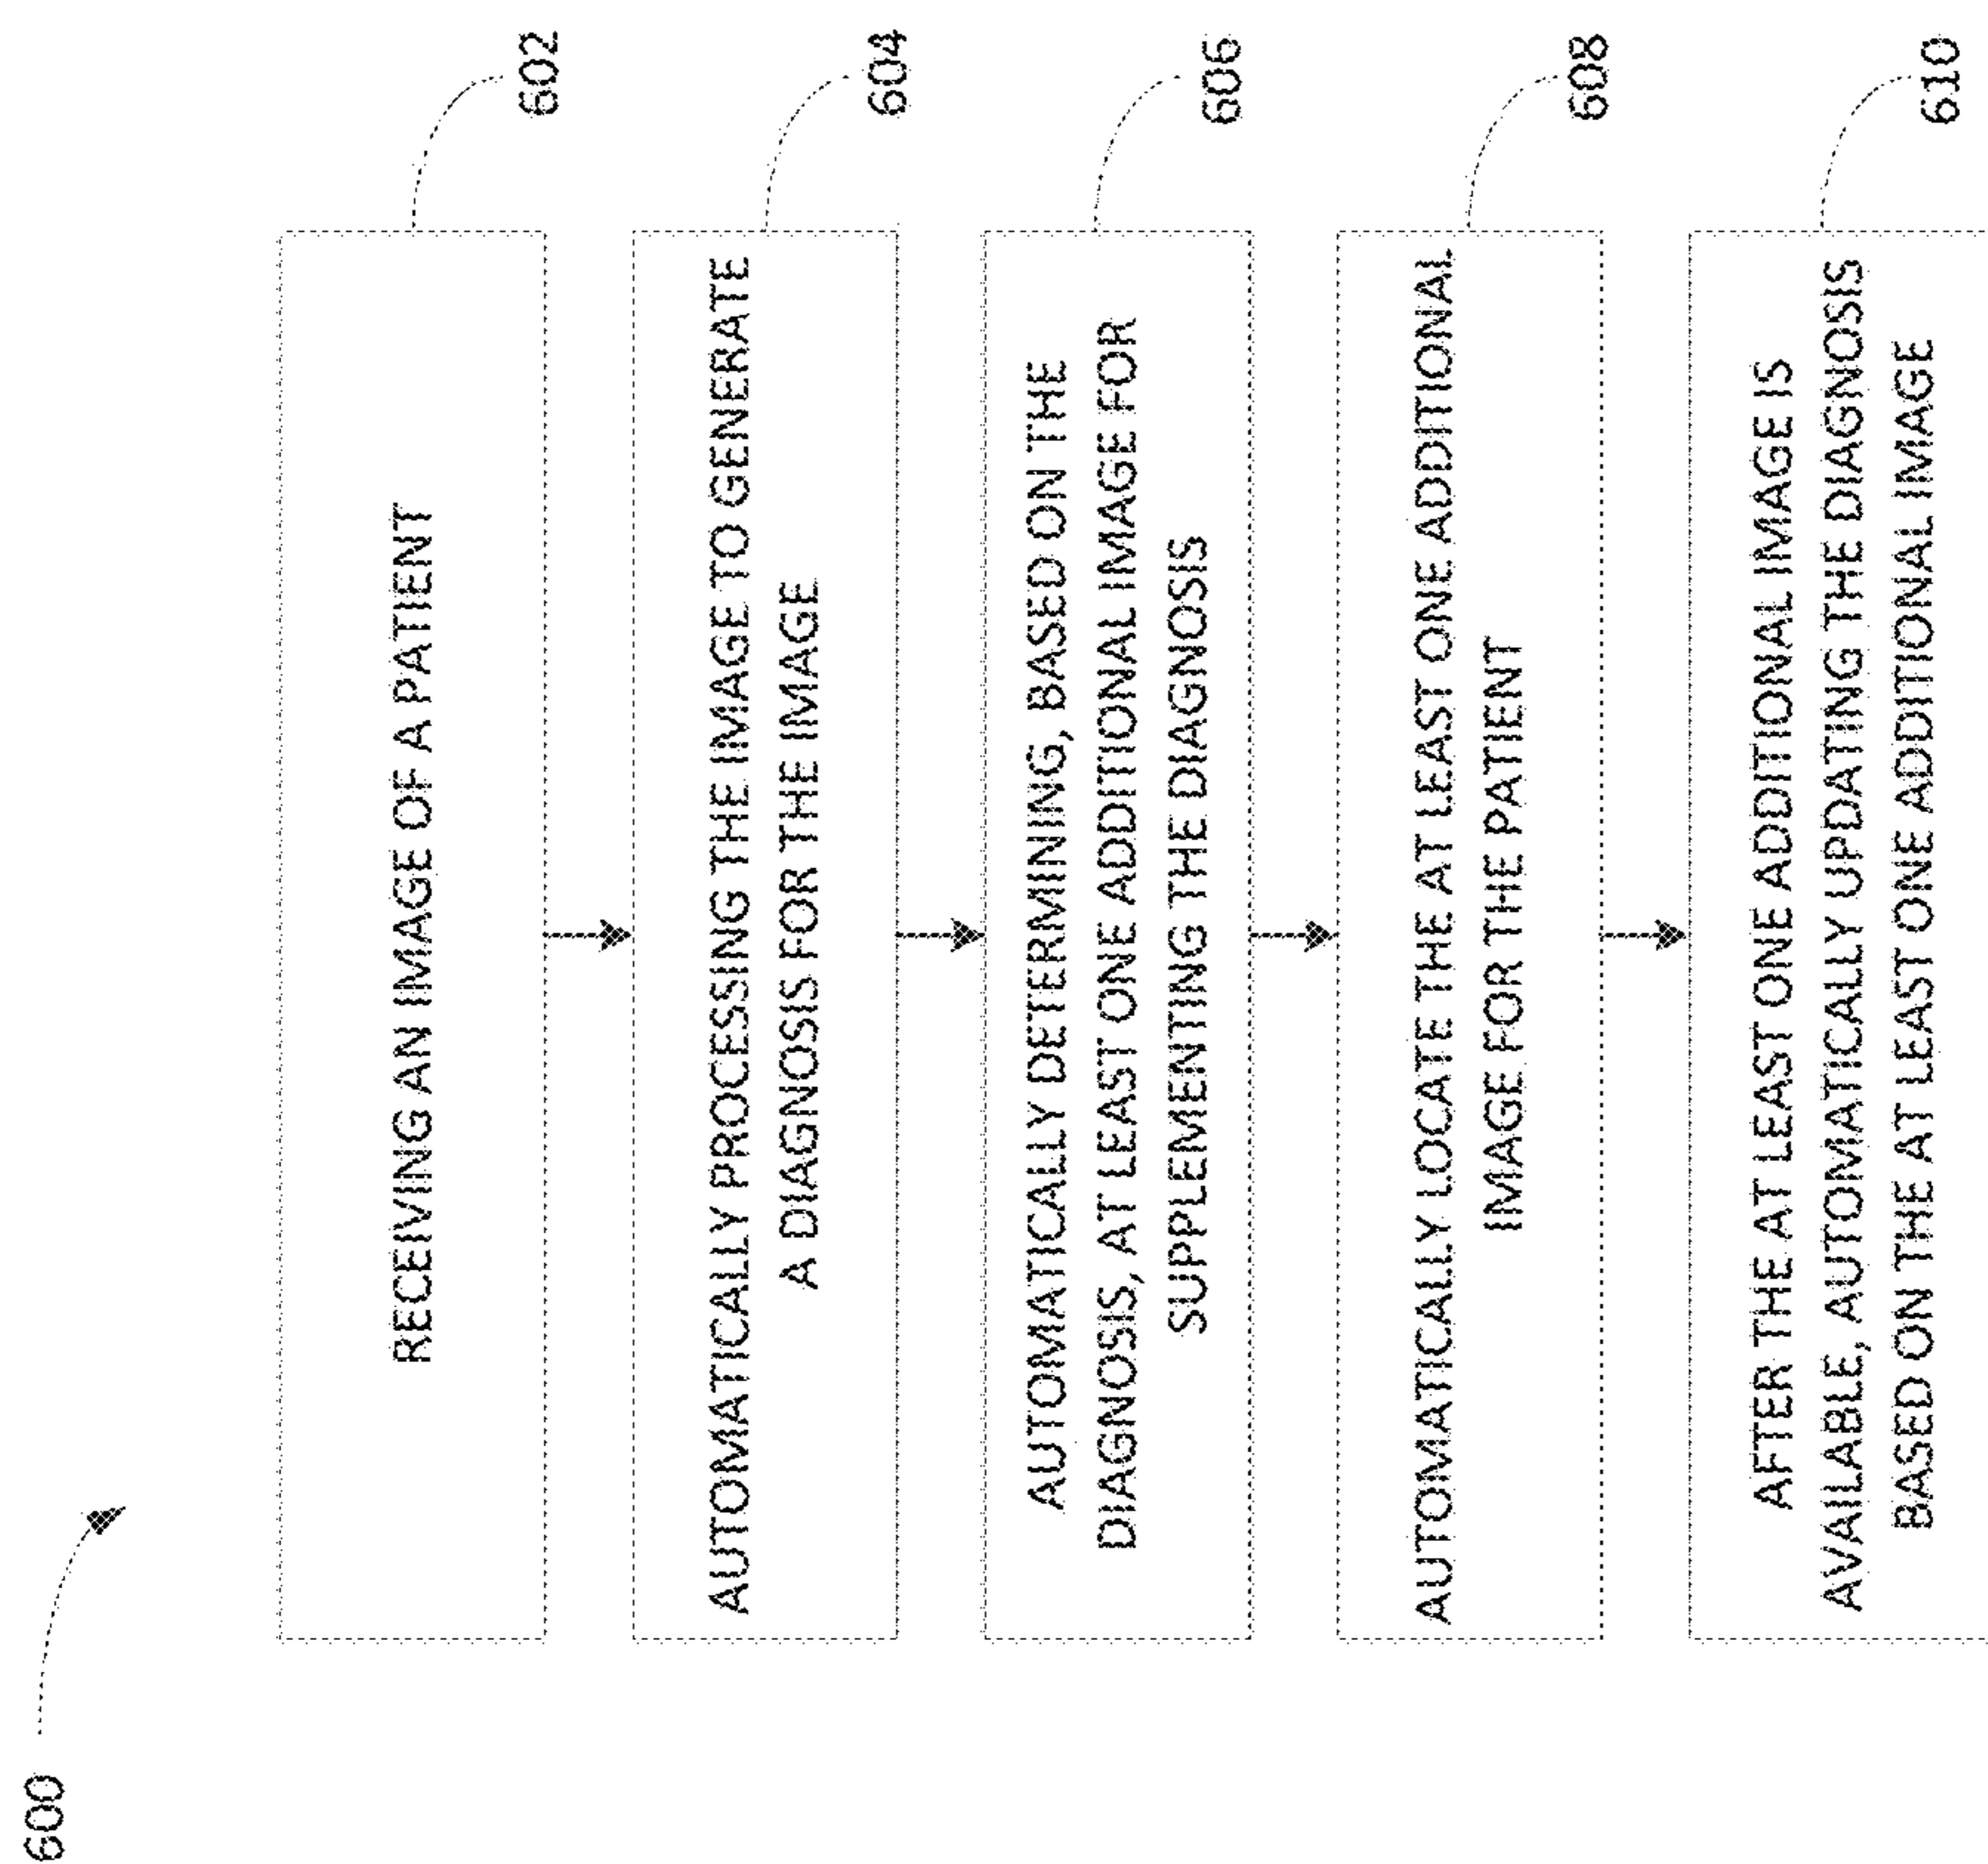 600
RECEIVING AN IMAGE OF A PATIENT
602
AUTOMATICALLY PROCESSING THE IMAGE TO GENERATE
A DIAGNOSIS FOR THE IMAGE
604
AUTOMATICALLY DETERMINING, BASED ON THE
DIAGNOSIS, AT LEAST ONE ADDITIONAL IMAGE FOR
SUPPLEMENTING THE DIAGNOSIS
606
AUTOMATICALLY LOCATE THE AT LEAST ONE ADDITIONAL
IMAGE FOR THE PATIENT
608
AFTER THE AT LEAST ONE ADDITIONAL IMAGE IS
AVAILABLE, AUTOMATICALLY UPDATING THE DIAGNOSIS
BASED ON THE AT LEAST ONE ADDITIONAL IMAGE
610